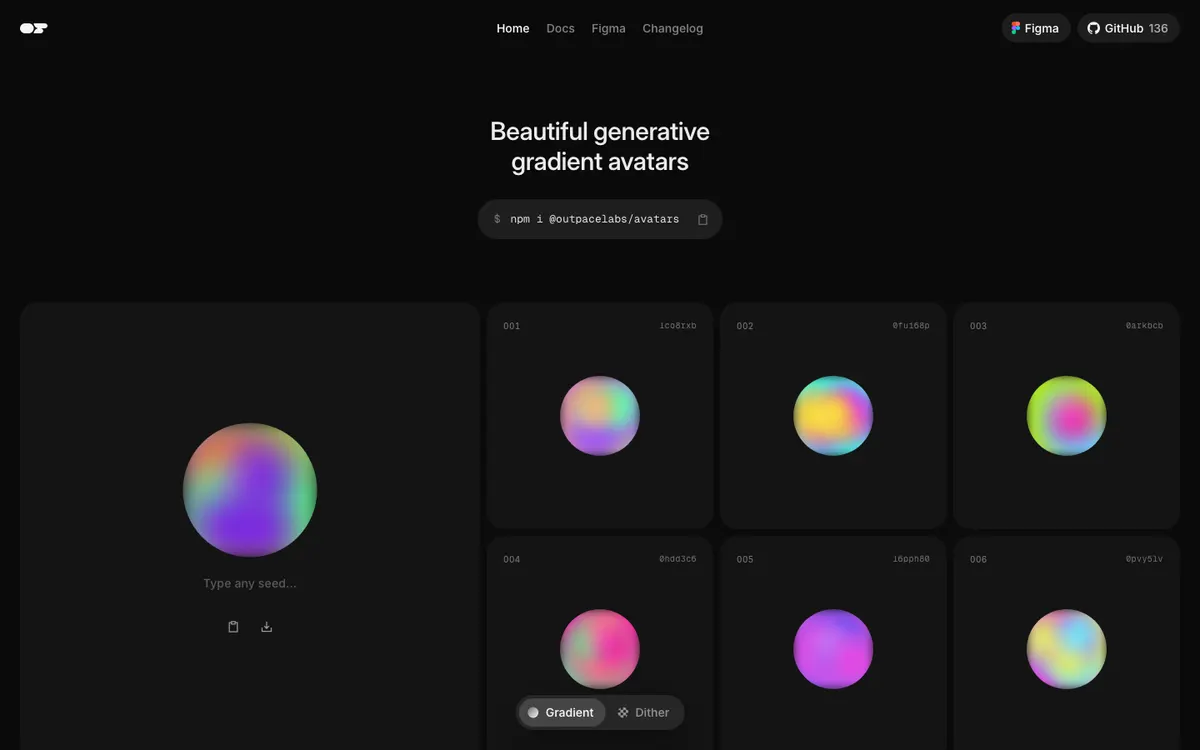 Home
Docs
Figma
Changelog
Figma
GitHub 136
Beautiful generative
gradient avatars
$ npm i @outpacelabs/avatars
001
ico8rxb
002
0fu168p
003
0arkbcb
Type any seed...
004
0hdd3c6
005
16pph80
006
0pvy5lv
Gradient
Dither